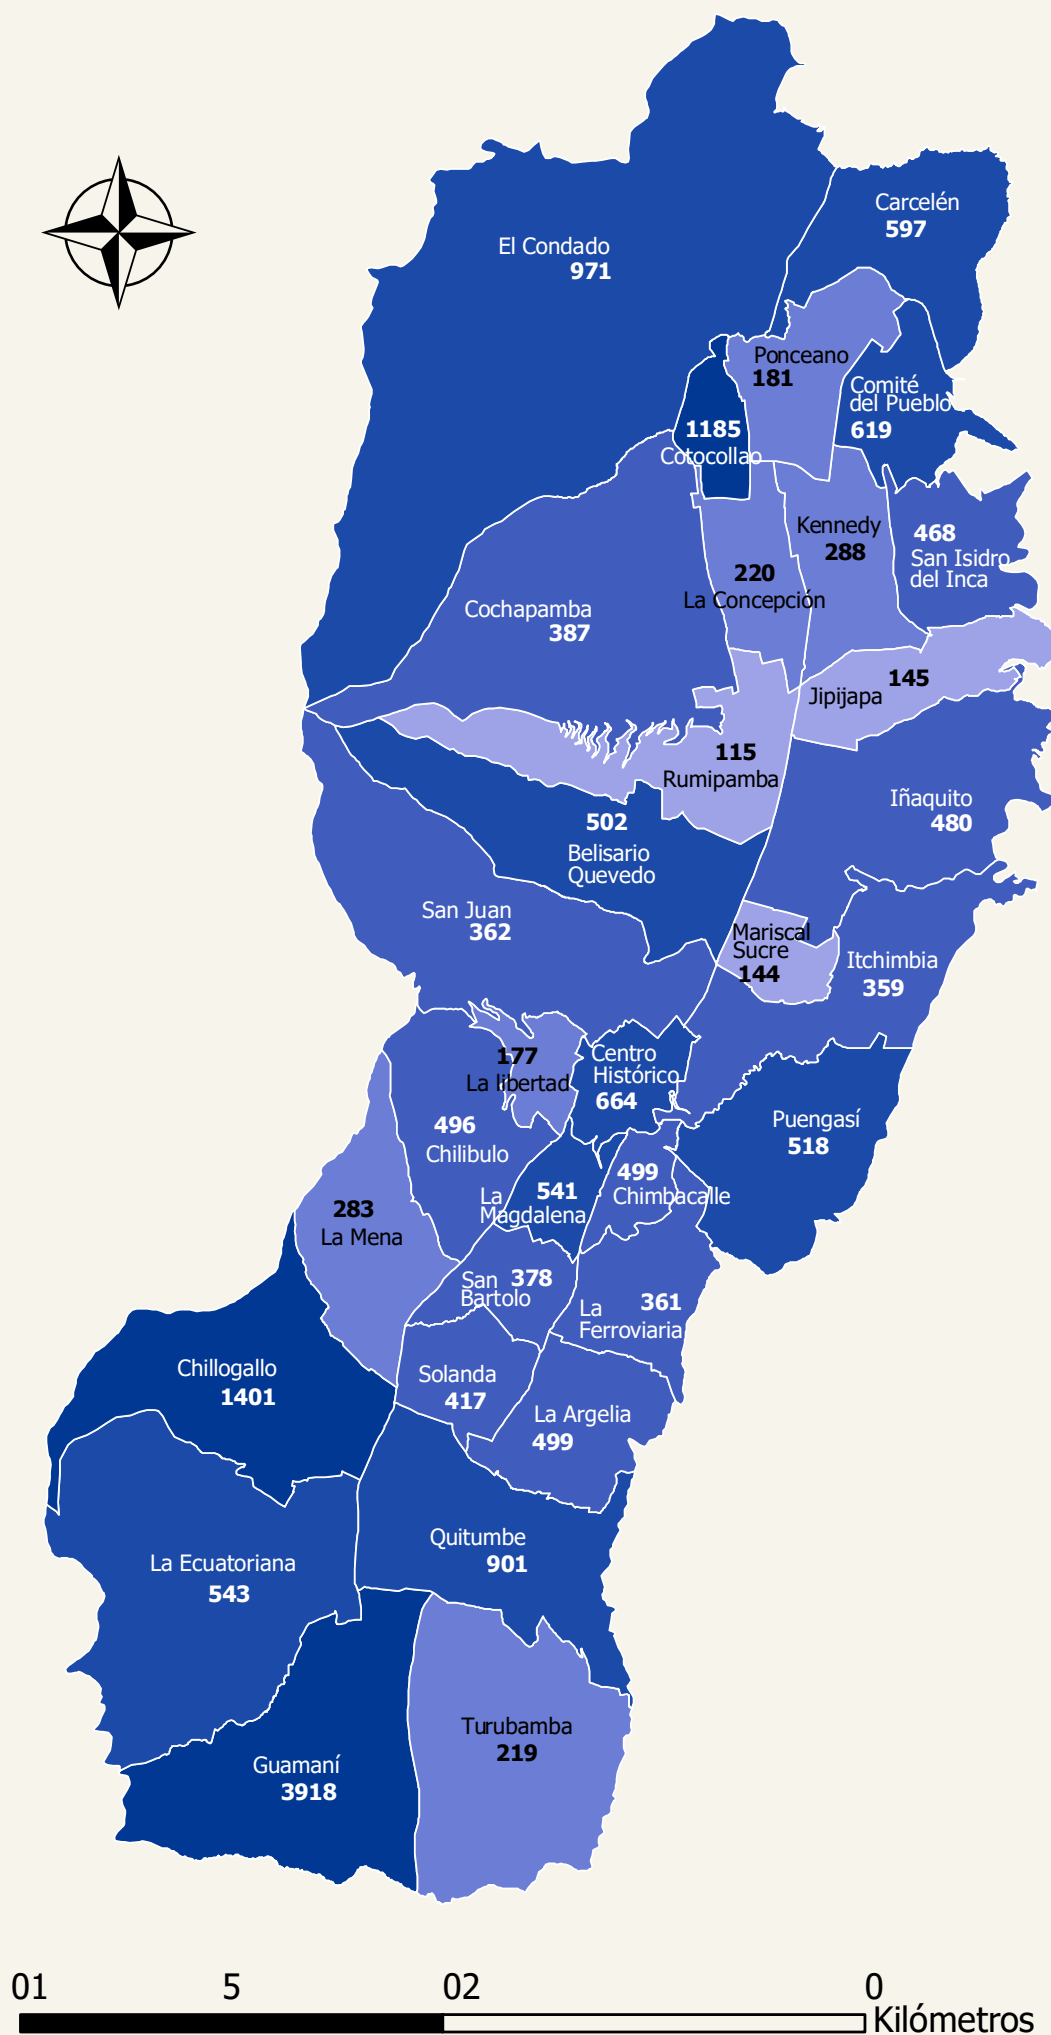 Carcelén
597
El Condado
971
Ponceano
181
Comité
del Pueblo
619
1185
Cotocollao
Kennedy
288
468
San Isidro
del Inca
220
La Concepción
Cochapamba
387
145
Jipijapa
115
Rumipamba
Iñaquito
480
502
Belisario
Quevedo
San Juan
362
Mariscal
Sucre
144
Itchimbia
359
177
La libertad
Centro
Histórico
664
Puengasí
518
496
Chilibulo
499
Chimbacalle
541
La
Magdalena
283
La Mena
San 378
Bartolo
361
La
Ferroviaria
Chillogallo
1401
Solanda
417
La Argelia
499
Quitumbe
901
La Ecuatoriana
543
Turubamba
219
Guamaní
3918
01 5 02 0
Kilómetros